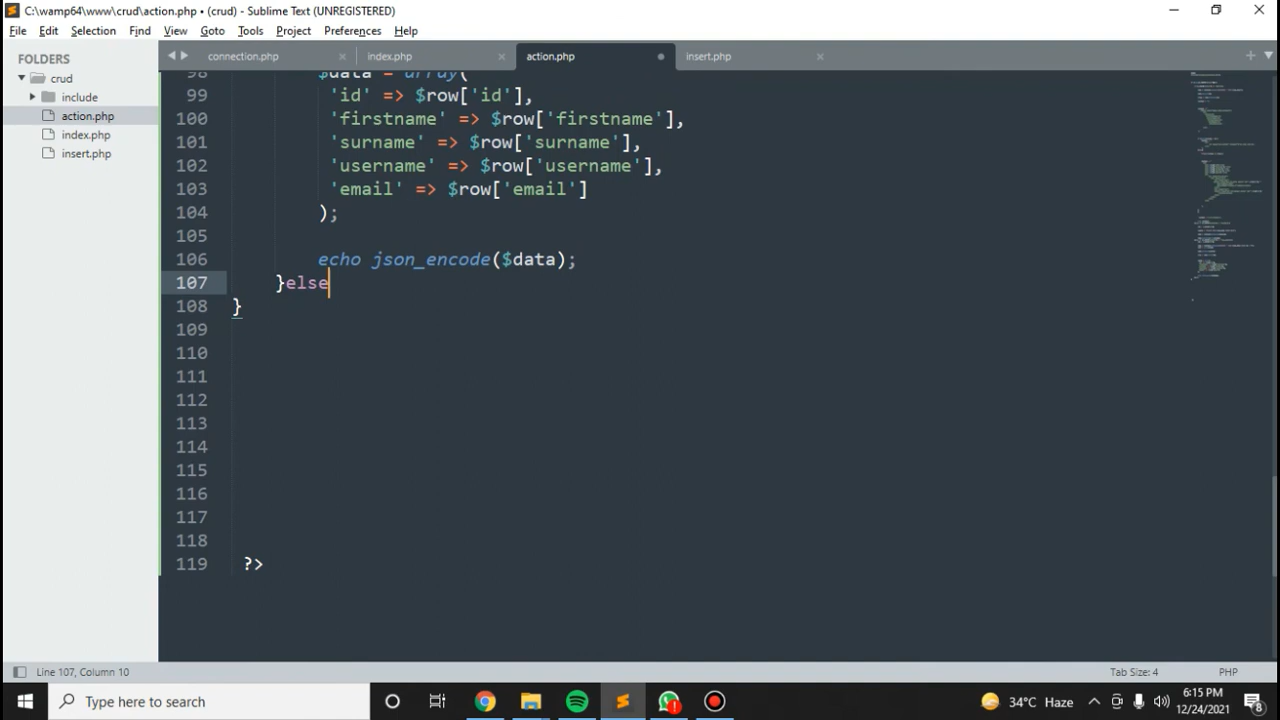 C:\wamp64\www\crud\action.php • (crud) - Sublime Text (UNREGISTERED)
File Edit Selection Find View Goto Tools Project Preferences Help
FOLDERS
crud
include
action.php
index.php
insert.php
connection.php index.php action.php insert.php
98 $data = array(
99 'id' => $row['id'],
100 'firstname' => $row['firstname'],
101 'surname' => $row['surname'],
102 'username' => $row['username'],
103 'email' => $row['email']
104 );
105
106 echo json_encode($data);
107 }else
108 }
109
110
111
112
113
114
115
116
117
118
119 ?>
Line 107, Column 10 Tab Size: 4 PHP
Type here to search 34°C Haze 6:15 PM
12/24/2021 8